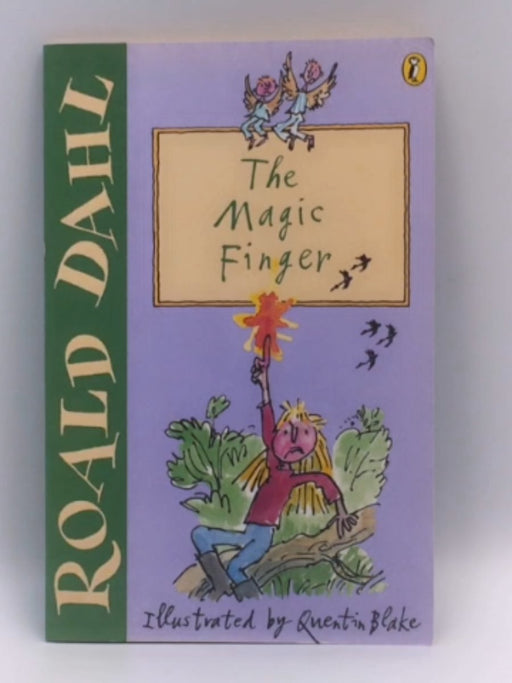 ROALD DAHL
The
Magic
Finger
Illustrated by Quentin Blake